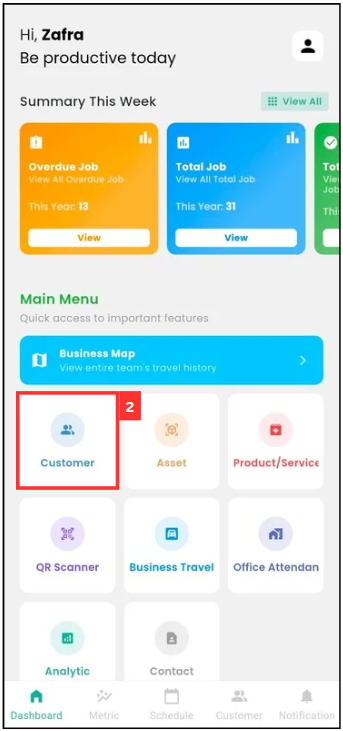 Hi, Zafra
Be productive today
Summary This Week
View All
Overdue Job
View All Overdue Job
This Year: 13
View
Total Job
View All Total Job
This Year: 31
View
Tot
View
Job
This
Main Menu
Quick access to important features
Business Map
View entire team's travel history
2
Customer
Asset
Product/Service
QR Scanner
Business Travel
Office Attendan
Analytic
Contact
Dashboard
Metric
Schedule
Customer
Notification